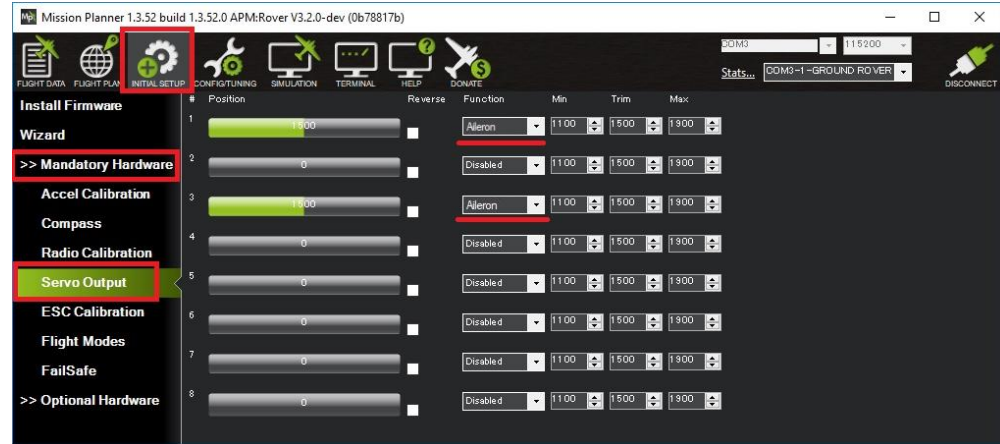 Mission Planner 1.3.52 build 1.3.52.0 APM:Rover V3.2.0-dev (0b78817b)
FLIGHT DATA FLIGHT PLAN INITIAL SETUP CONFIG/TUNING SIMULATION TERMINAL HELP DONATE
COM3 115200
Stats... COM3-1-GROUND ROVER
DISCONNECT
Install Firmware
Wizard
>> Mandatory Hardware
Accel Calibration
Compass
Radio Calibration
Servo Output
ESC Calibration
Flight Modes
FailSafe
>> Optional Hardware
# Position Reverse Function Min Trim Max
1 1500 Aileron 1100 1500 1900
2 0 Disabled 1100 1500 1900
3 1500 Aileron 1100 1500 1900
4 0 Disabled 1100 1500 1900
5 0 Disabled 1100 1500 1900
6 0 Disabled 1100 1500 1900
7 0 Disabled 1100 1500 1900
8 0 Disabled 1100 1500 1900